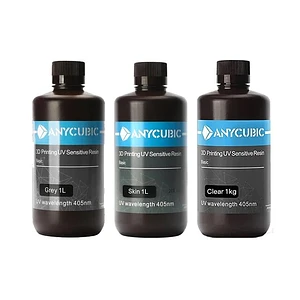 ANYCUBIC
3D Printing UV Sensitive Resin
Basic
Grey 1L
UV wavelength 405nm
ANYCUBIC
3D Printing UV Sensitive Resin
Basic
Skin 1L
UV wavelength 405nm
ANYCUBIC
3D Printing UV Sensitive Resin
Basic
Clear 1kg
UV wavelength 405nm